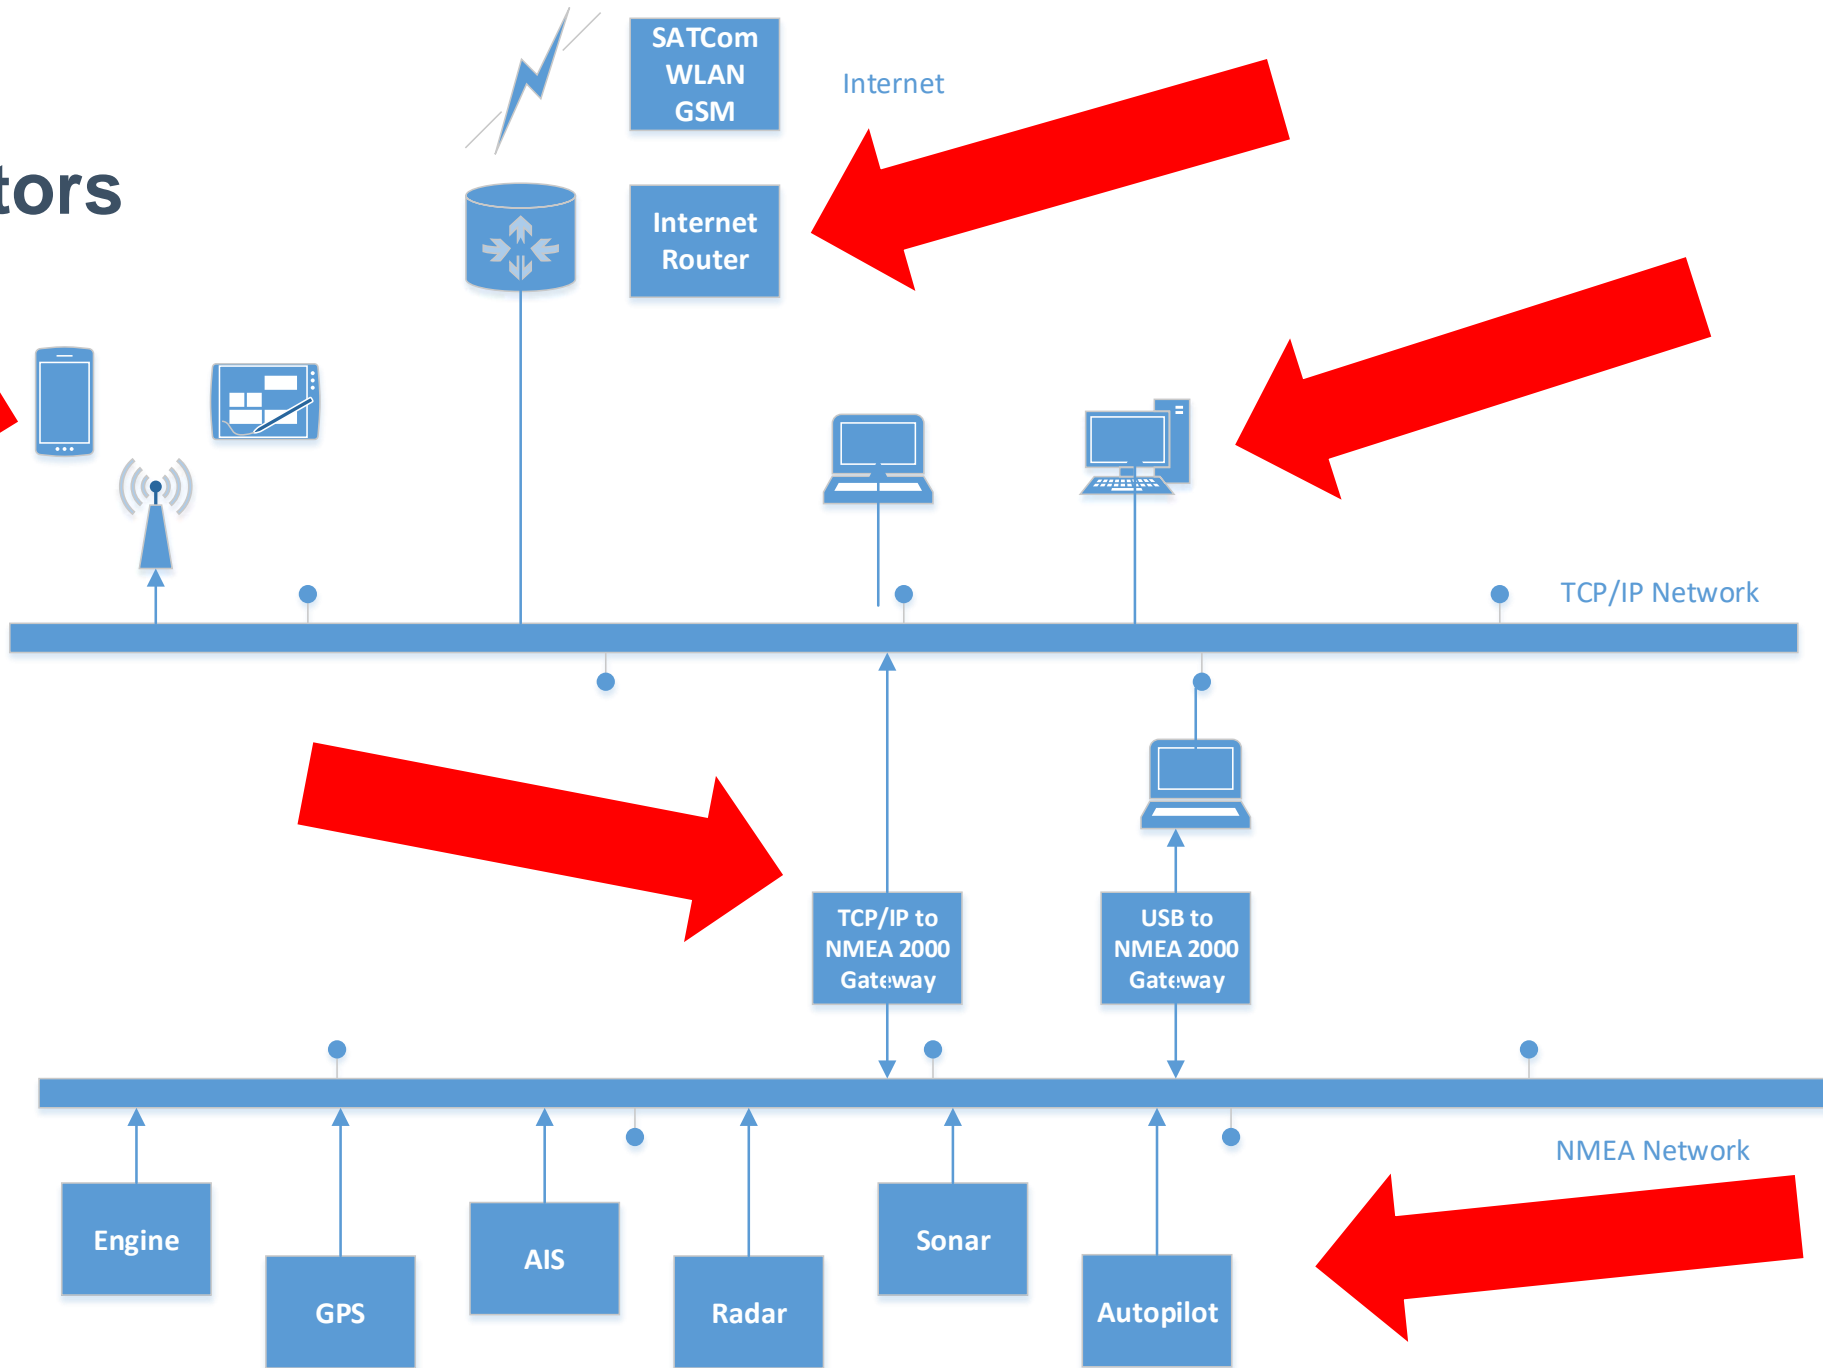 SATCom
WLAN
GSM
Internet
tors
Internet
Router
TCP/IP Network
TCP/IP to
NMEA 2000
Gateway
USB to
NMEA 2000
Gateway
NMEA Network
Engine
GPS
AIS
Radar
Sonar
Autopilot